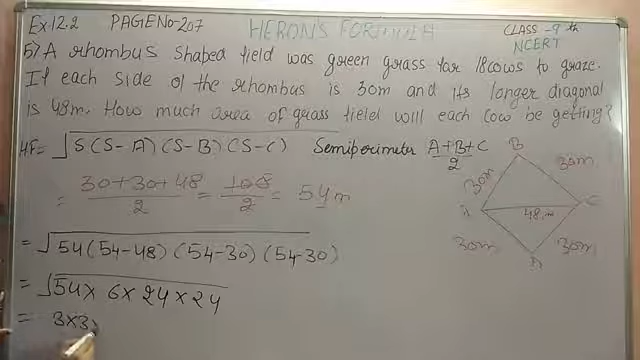 Ex.12.2 PAGE No-207 HERON'S FORMULA CLASS-9th
NCERT
5) A rhombus shaped field was green grass for 18 cows to graze.
If each side of the rhombus is 30m and its longer diagonal
is 48m. How much area of grass field will each cow be getting?
HF= √S(S-A)(S-B)(S-C) Semiperimeter A+B+C/2
= 30+30+48/2 = 108/2 = 54m
= √54(54-48)(54-30)(54-30)
= √54×6×24×24
= 3×3×
B
30m 30m
A 48m C
30m 30m
D